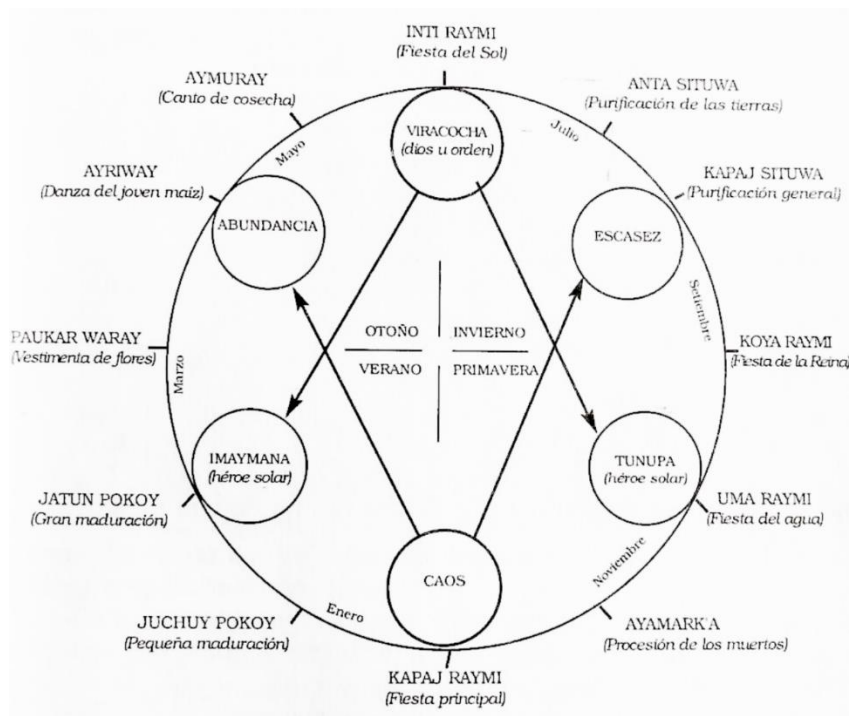 INTI RAYMI
(Fiesta del Sol)
AYMURAY
(Canto de cosecha)
ANTA SITUWA
(Purificación de las tierras)
Mayo
VIRACOCHA
(dios u orden)
Julio
AYRIWAY
(Danza del joven maíz)
KAPAJ SITUWA
(Purificación general)
ABUNDANCIA
ESCASEZ
Setiembre
PAUKAR WARAY
(Vestimenta de flores)
Marzo
OTOÑO
INVIERNO
VERANO
PRIMAVERA
KOYA RAYMI
(Fiesta de la Reina)
IMAYMANA
(héroe solar)
TUNUPA
(héroe solar)
JATUN POKOY
(Gran maduración)
UMA RAYMI
(Fiesta del agua)
CAOS
Noviembre
Enero
JUCHUY POKOY
(Pequeña maduración)
AYAMARK'A
(Procesión de los muertos)
KAPAJ RAYMI
(Fiesta principal)